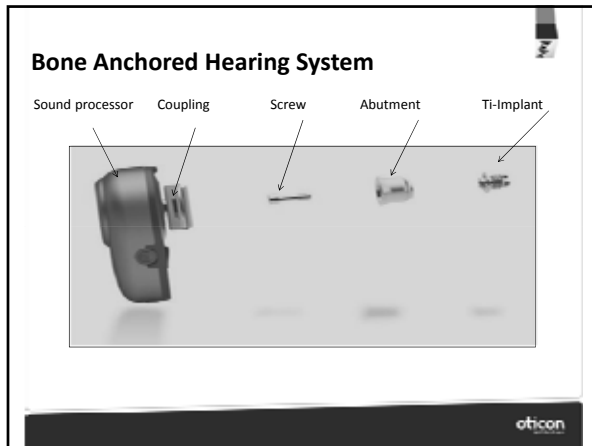 Bone Anchored Hearing System
Sound processor Coupling Screw Abutment Ti-Implant
oticon